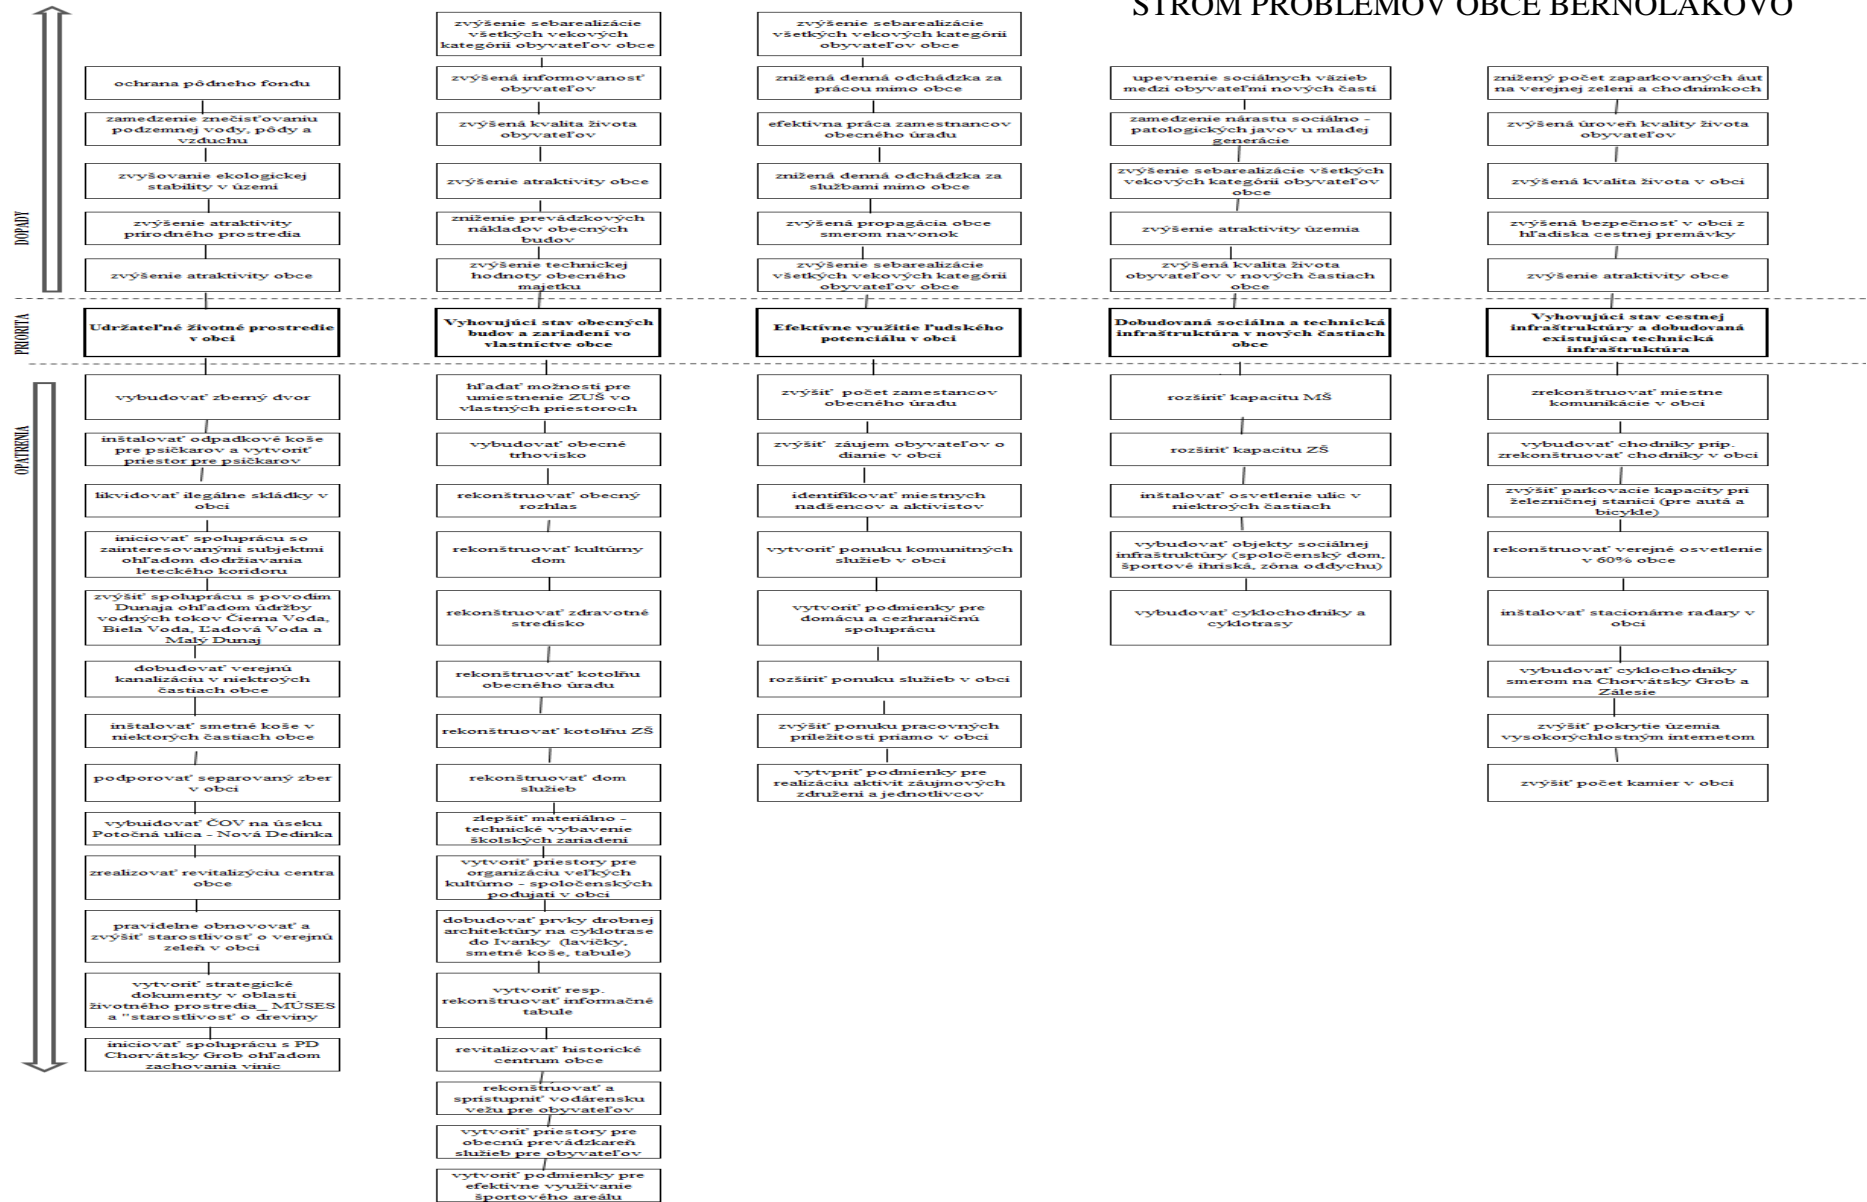 STROM PROBLÉMOV OBCE BERNOLÁKOVO
DOPADY
PRIORITA
OPATRENIA
ochrana pôdneho fondu
zamedzenie znečisťovaniu
podzemnej vody, pôdy a
vzduchu
zvyšovanie ekologickej
stability v území
zvýšenie atraktivity
prírodného prostredia
zvýšenie atraktivity obce
Udržateľné životné prostredie
v obci
vybudovať zberný dvor
inštalovať odpadkové koše
pre psíčkarov a vytvoriť
priestor pre psíčkarov
likvidovať ilegálne skládky v
obci
iniciovať spoluprácu so
zainteresovanými subjektmi
ohľadom dodržiavania
leteckého koridoru
zvýšiť spoluprácu s povodím
Dunaja ohľadom údržby
vodných tokov Čierna Voda,
Biela Voda, Ľadová Voda a
Malý Dunaj
dobudovať verejnú
kanalizáciu v niektroých
častiach obce
inštalovať smetné koše v
niektorých častiach obce
podporovať separovaný zber
v obci
vybuidovať ČOV na úseku
Potočná ulica - Nová Dedinka
zrealizovať revitalizýciu centra
obce
pravidelne obnovovať a
zvýšiť starostlivosť o verejnú
zeleň v obci
vytvoriť strategické
dokumenty v oblasti
životného prostredia_ MÚSES
a "starostlivosť o dreviny
iniciovať spoluprácu s PD
Chorvátsky Grob ohľadom
zachovania viníc
zvýšenie sebarealizácie
všetkých vekových
kategórii obyvateľov obce
zvýšená informovanosť
obyvateľov
zvýšená kvalita života
obyvateľov
zvýšenie atraktivity obce
zníženie prevádzkových
nákladov obecných
budov
zvýšenie technickej
hodnoty obecného
majetku
Vyhovujúci stav obecných
budov a zariadení vo
vlastníctve obce
hľadať možnosti pre
umiestnenie ZUŠ vo
vlastných priestoroch
vybudovať obecné
trhovisko
rekonštruovať obecný
rozhlas
rekonštruovať kultúrny
dom
rekonštruovať zdravotné
stredisko
rekonštruovať kotolňu
obecného úradu
rekonštruovať kotolňu ZŠ
rekonštruovať dom
služieb
zlepšiť materiálno -
technické vybavenie
školských zariadení
vytvoriť priestory pre
organizáciu veľkých
kultúrno - spoločenských
podujatí v obci
dobudovať prvky drobnej
architektúry na cyklotrase
do Ivanky (lavičky,
smetné koše, tabule)
vytvoriť resp.
rekonštruovať informačné
tabule
revitalizovať historické
centrum obce
rekonštruovať a
sprístupniť vodárensku
vežu pre obyvateľov
vytvoriť priestory pre
obecnú prevádzkareň
služieb pre obyvateľov
vytvoriť podmienky pre
efektívne využívanie
športového areálu
zvýšenie sebarealizácie
všetkých vekových kategórií
obyvateľov obce
znížená denná odchádzka za
prácou mimo obce
efektívna práca zamestnancov
obecného úradu
znížená denná odchádzka za
službami mimo obce
zvýšená propagácia obce
smerom navonok
zvýšenie sebarealizácie
všetkých vekových kategórií
obyvateľov obce
Efektívne využitie ľudského
potenciálu v obci
zvýšiť počet zamestancov
obecného úradu
zvýšiť záujem obyvateľov o
dianie v obci
identifikovať miestnych
nadšencov a aktivistov
vytvoriť ponuku komunitných
služieb v obci
vytvoriť podmienky pre
domácu a cezhraničnú
spoluprácu
rozšíriť ponuku služieb v obci
zvýšiť ponuku pracovných
príležitostí priamo v obci
vytvpriť podmienky pre
realizáciu aktivít záujmových
združení a jednotlivcov
upevnenie sociálnych väzieb
medzi obyvateľmi nových častí
zamedzenie nárastu sociálno -
patologických javov u mladej
generácie
zvýšenie sebarealizácie všetkých
vekových kategórií obyvateľov
obce
zvýšenie atraktivity územia
zvýšená kvalita života
obyvateľov v nových častiach
obce
Dobudovaná sociálna a technická
infraštruktúra v nových častiach
obce
rozšíriť kapacitu MŠ
rozšíriť kapacitu ZŠ
inštalovať osvetlenie ulíc v
niektroých častiach
vybudovať objekty sociálnej
infraštruktúry (spoločenský dom,
športové ihriská, zóna oddychu)
vybudovať cyklochodníky a
cyklotrasy
znížený počet zaparkovaných áut
na verejnej zeleni a chodníkoch
zvýšená úroveň kvality života
obyvateľov
zvýšená kvalita života v obci
zvýšená bezpečnosť v obci z
hľadiska cestnej premávky
zvýšenie atraktivity obce
Vyhovujúci stav cestnej
infraštruktúry a dobudovaná
existujúca technická
infraštruktúra
zrekonštruovať miestne
komunikácie v obci
vybudovať chodníky príp.
zrekonštruovať chodníky v obci
zvýšiť parkovacie kapacity pri
železničnej stanici (pre autá a
bicykle)
rekonštruovať verejné osvetlenie
v 60% obce
inštalovať stacionárne radary v
obci
vybudovať cyklochodníky
smerom na Chorvátsky Grob a
Zálesie
zvýšiť pokrytie územia
vysokorýchlostným internetom
zvýšiť počet kamier v obci